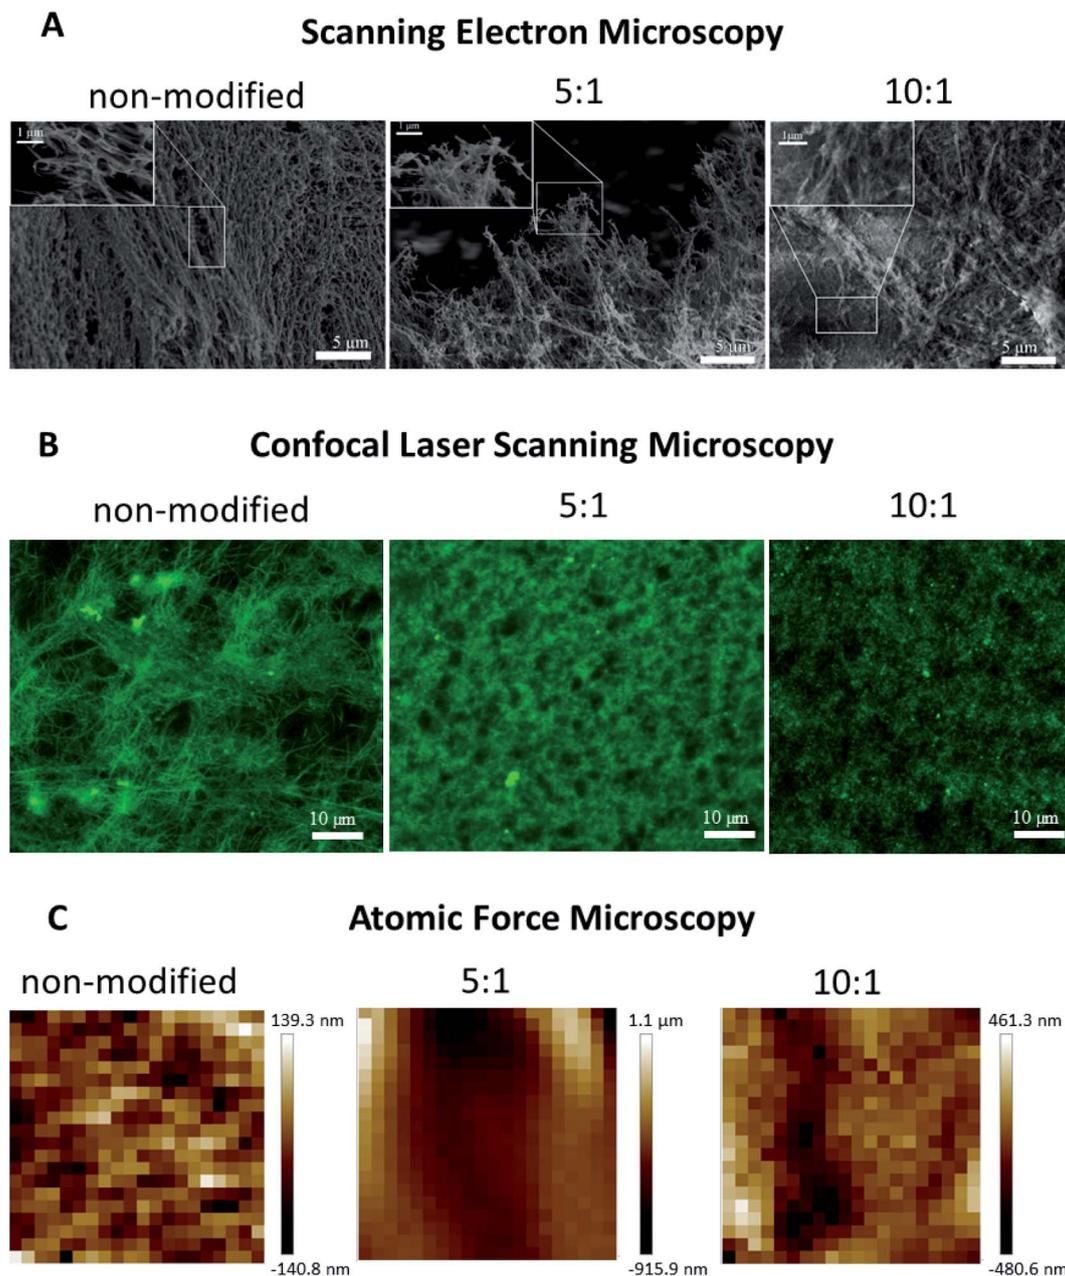 A
Scanning Electron Microscopy
non-modified
5:1
10:1
1 μm
1 μm
1μm
5 μm
5 μm
5 μm
B
Confocal Laser Scanning Microscopy
non-modified
5:1
10:1
10 μm
10 μm
10 μm
C
Atomic Force Microscopy
non-modified
5:1
10:1
139.3 nm
1.1 μm
461.3 nm
-140.8 nm
-915.9 nm
-480.6 nm